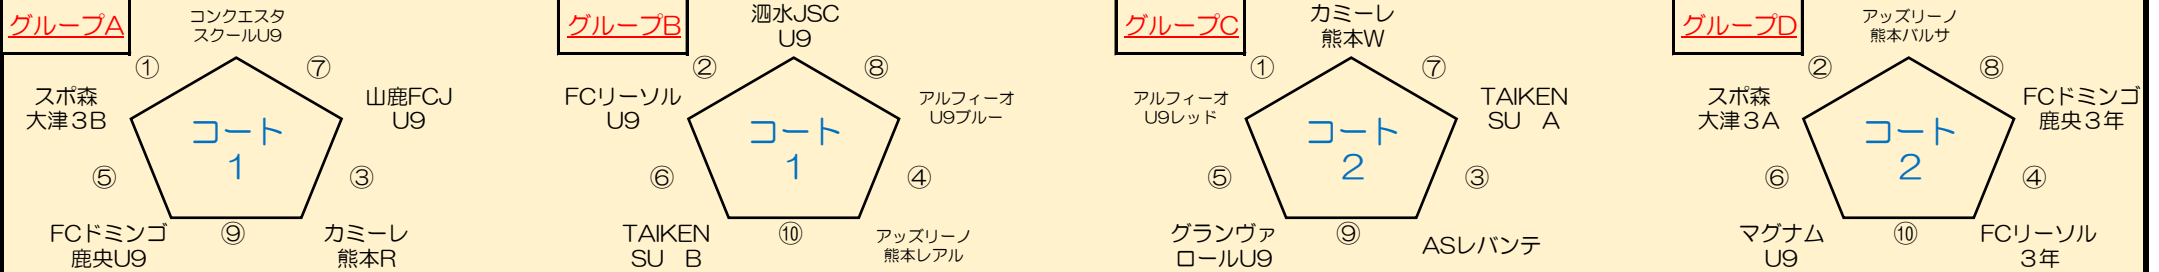 グループA
コンクエスタ
スクールU9
①
⑦
スポ森
大津３B
山鹿FCJ
U9
コート
1
⑤
③
FCドミンゴ
鹿央U9
⑨
カミーレ
熊本R
グループB
泗水JSC
U9
②
⑧
FCリーソル
U9
アルフィーオ
U9ブルー
コート
1
⑥
④
TAIKEN
SU　B
⑩
アッズリーノ
熊本レアル
グループC
カミーレ
熊本W
①
⑦
アルフィーオ
U9レッド
TAIKEN
SU　A
コート
2
⑤
③
グランヴァ
ロールU9
⑨
ASレバンテ
グループD
アッズリーノ
熊本バルサ
②
⑧
スポ森
大津３A
FCドミンゴ
鹿央３年
コート
2
⑥
④
マグナム
U9
⑩
FCリーソル
３年